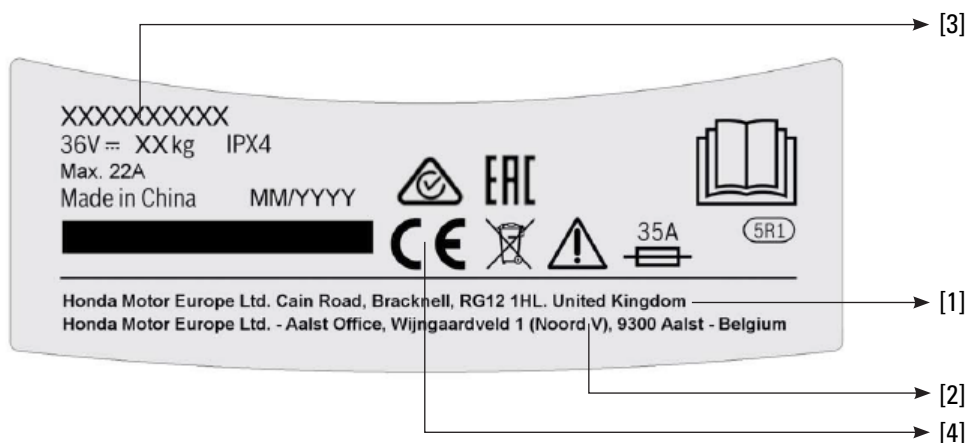 [3]
XXXXXXXXXX
36V XXkg IPX4
Max. 22A
Made in China MM/YYYY
EAC
CE
35A
5R1
Honda Motor Europe Ltd. Cain Road, Bracknell, RG12 1HL. United Kingdom
[1]
Honda Motor Europe Ltd. - Aalst Office, Wijngaardveld 1 (Noord V), 9300 Aalst - Belgium
[2]
[4]